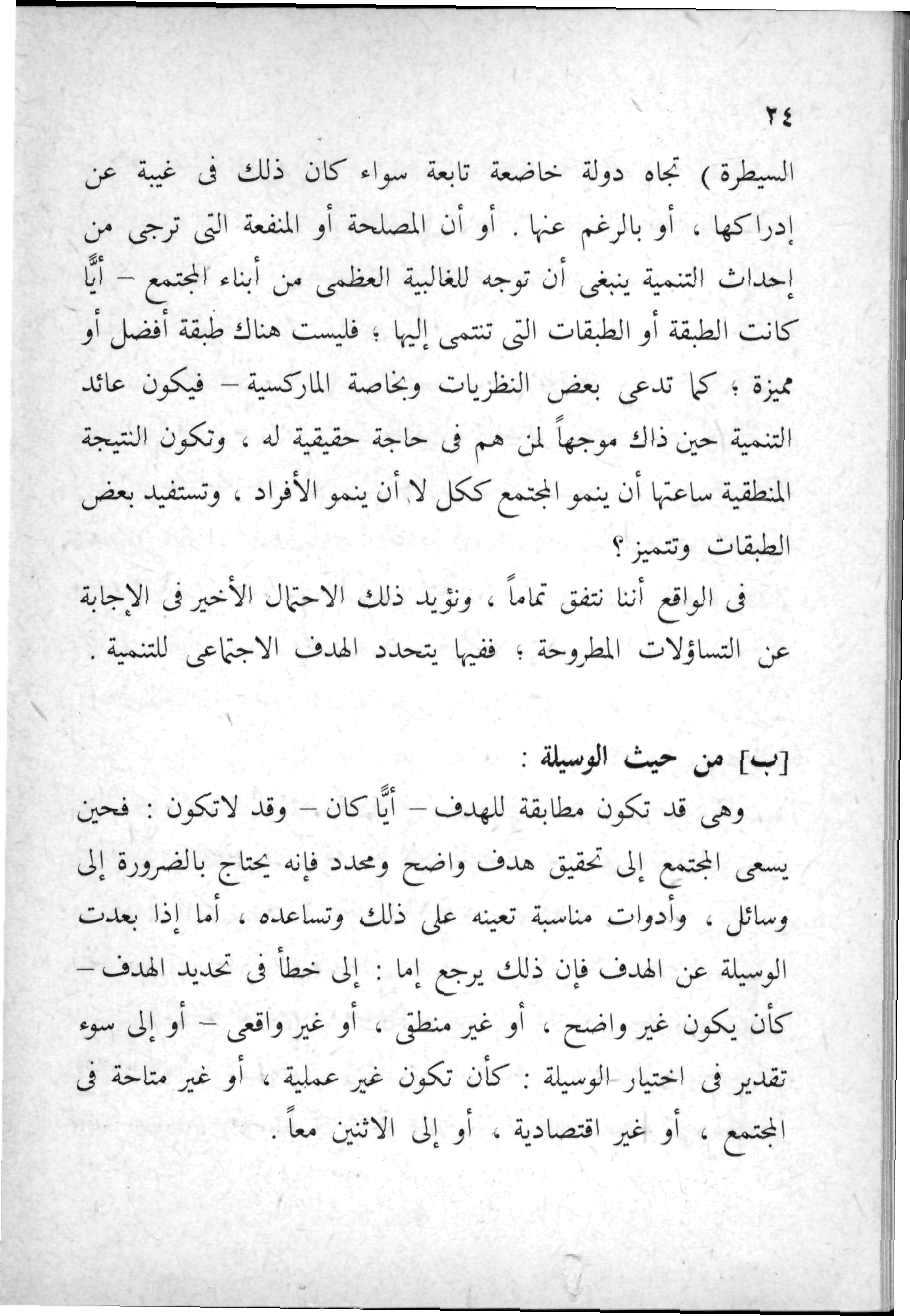 ٢٤
السيطرة ) تجاه دولة خاضعة تابعة سواء كان ذلك فى غيبة عن
إدراكها ، أو بالرغم عنها . أو أن المصلحة أو المنفعة التى ترجى من
إحداث التنمية ينبغى أن توجه للغالبية العظمى من أبناء المجتمع – أيًّا
كانت الطبقة أو الطبقات التى تنتمى إليها ؛ فليست هناك طبقة أفضل أو
مميزة ؛ كما تدعى بعض النظريات وبخاصة الماركسية – فيكون عائد
التنمية حين ذاك موجهاً لمن هم فى حاجة حقيقية له ، وتكون النتيجة
المنطقية ساعتها أن ينمو المجتمع ككل لا أن ينمو الأفراد ، وتستفيد بعض
الطبقات وتتميز ؟
فى الواقع أننا نتفق تماماً ، ونؤيد ذلك الاحتمال الأخير فى الإجابة
عن التساؤلات المطروحة ؛ ففيها يتحدد الهدف الاجتماعى للتنمية .
[ب] من حيث الوسيلة :
وهى قد تكون مطابقة للهدف – أيًّا كان – وقد لاتكون : فحين
يسعى المجتمع إلى تحقيق هدف واضح ومحدد فإنه يحتاج بالضرورة إلى
وسائل ، وأدوات مناسبة تعينه على ذلك وتساعده ، أما إذا بعدت
الوسيلة عن الهدف فإن ذلك يرجع إما : إلى خطأ فى تحديد الهدف –
كأن يكون غير واضح ، أو غير منطقى ، أو غير واقعى – أو إلى سوء
تقدير فى اختيار الوسيلة : كأن تكون غير عملية ، أو غير متاحة فى
المجتمع ، أو غير اقتصادية ، أو إلى الاثنين معاً .